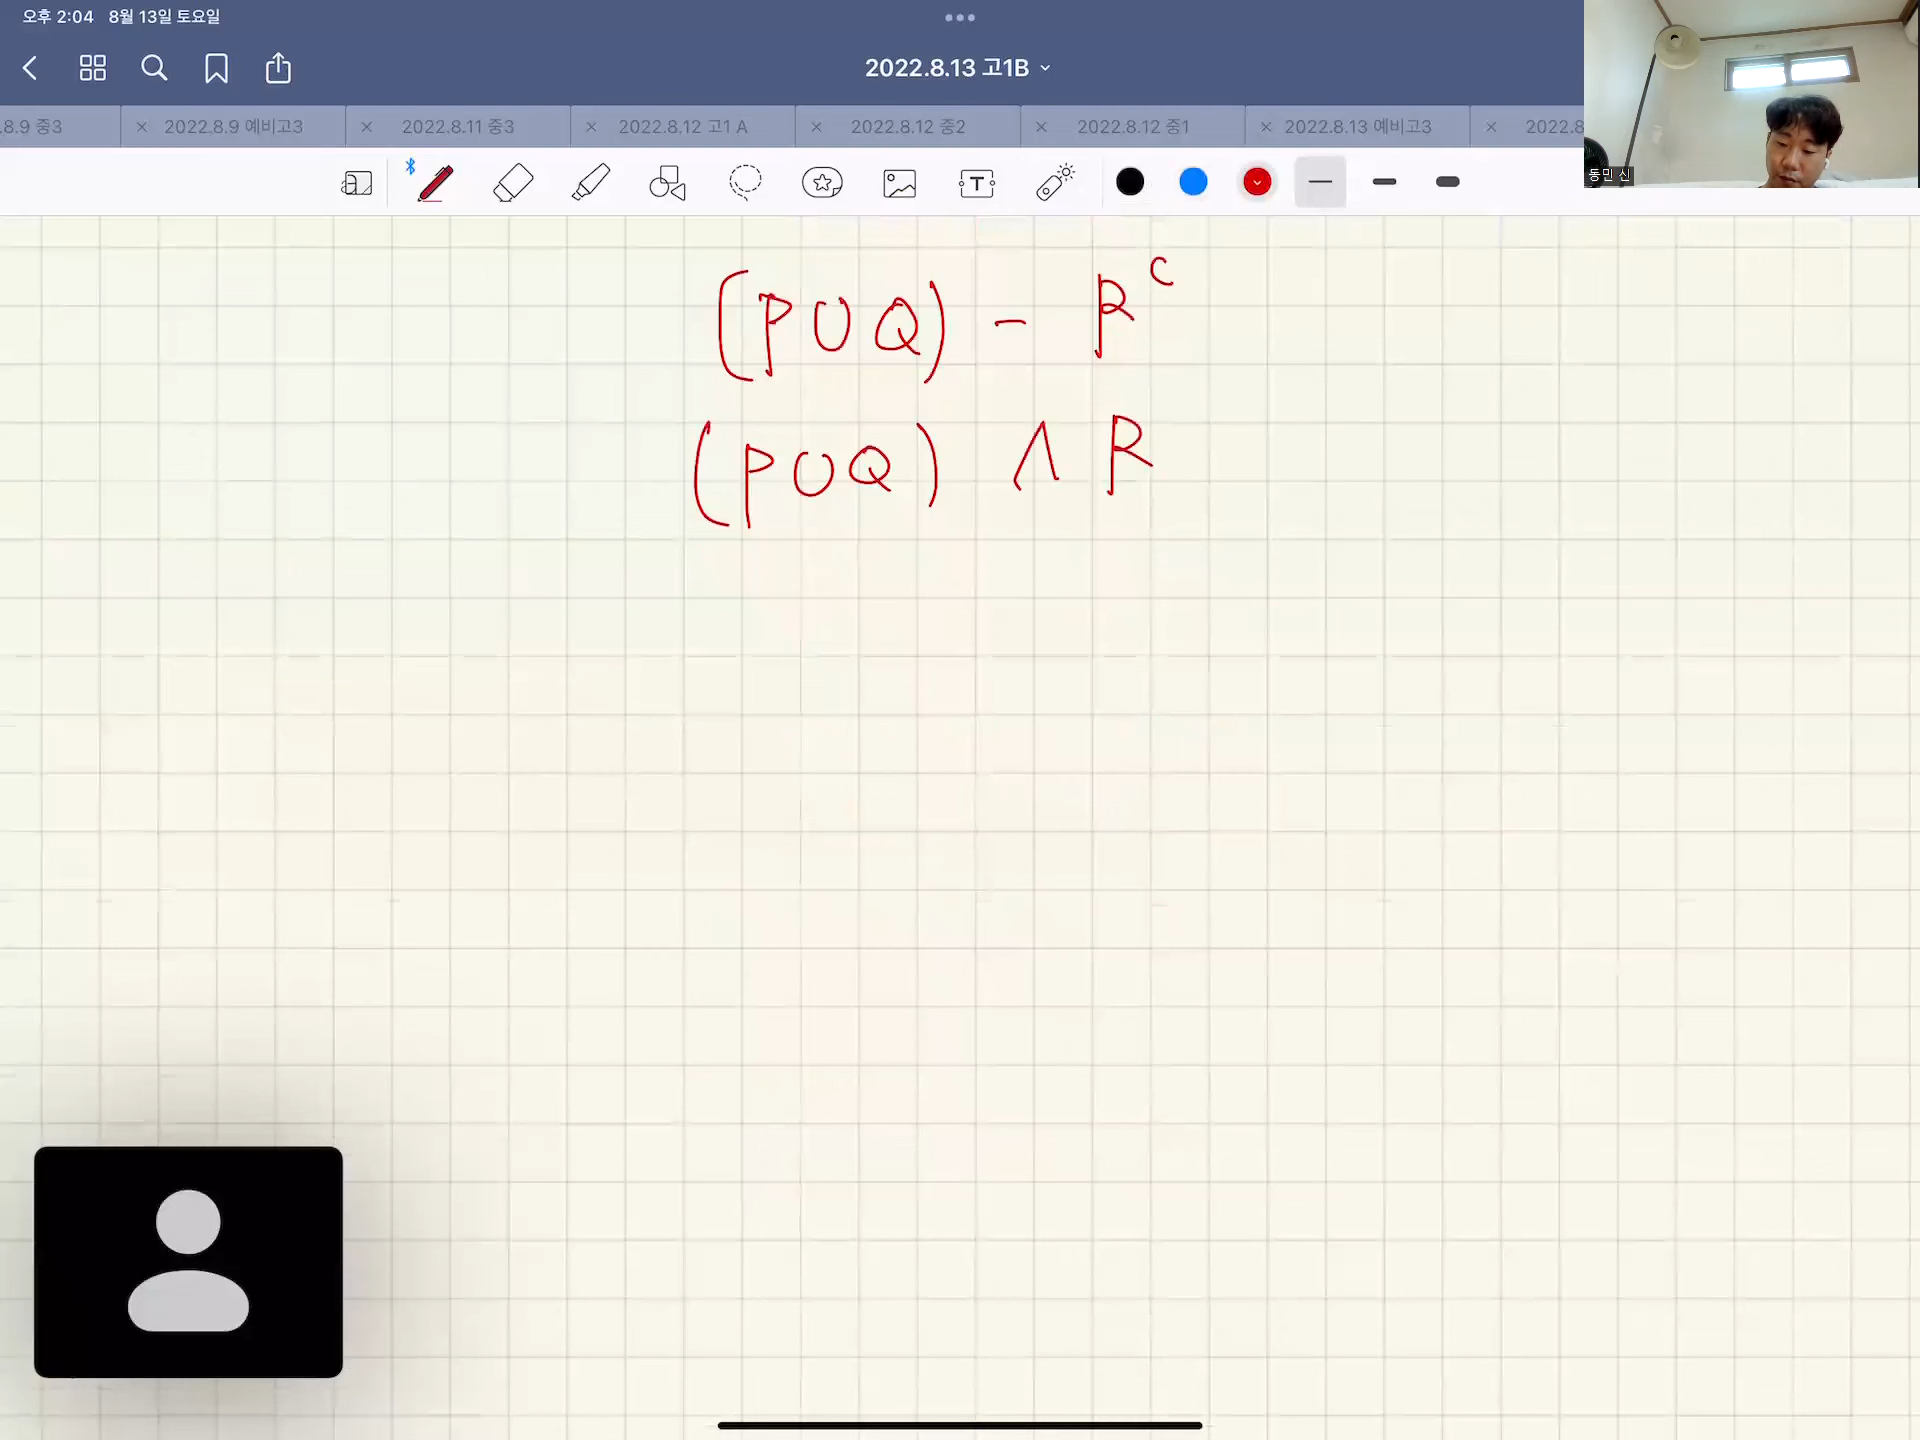 오후 2:04 8월 13일 토요일
2022.8.13 고1B
.8.9 중3
2022.8.9 예비고3
2022.8.11 중3
2022.8.12 고1 A
2022.8.12 중2
2022.8.12 중1
2022.8.13 예비고3
2022.8
동민 신
(P∪Q) - R^c
(P∪Q) ∩ R